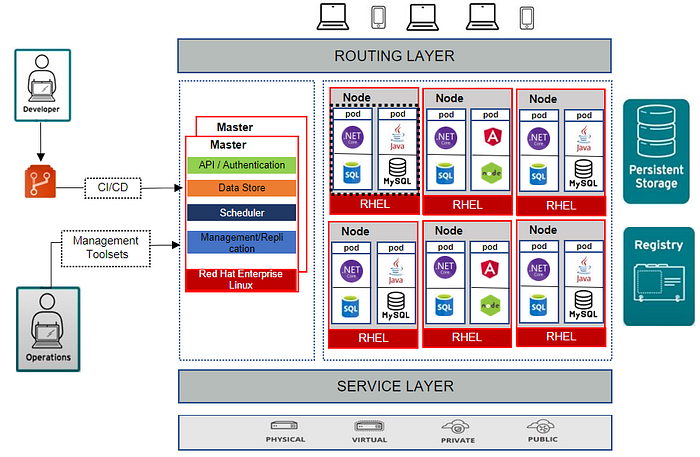 ROUTING LAYER
Developer
CI/CD
Management
Toolsets
Operations
Master
Master
API / Authentication
Data Store
Scheduler
Management/Repli
cation
Red Hat Enterprise
Linux
Node
pod
pod
.NET
Core
Java
SQL
MySQL
RHEL
Node
pod
pod
.NET
Core
A
SQL
node
RHEL
Node
pod
pod
.NET
Core
Java
SQL
MySQL
RHEL
Node
pod
pod
.NET
Core
Java
SQL
MySQL
RHEL
Node
pod
pod
.NET
Core
A
SQL
node
RHEL
Node
pod
pod
.NET
Core
Java
SQL
MySQL
RHEL
Persistent
Storage
Registry
SERVICE LAYER
PHYSICAL
VIRTUAL
PRIVATE
PUBLIC